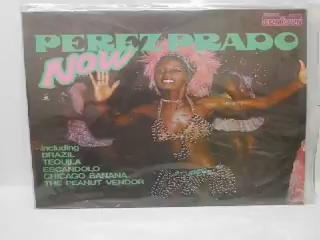 PEREZ PRADO
NOW
including
BRAZIL
TEQUILA
ESCANDOLO
CHICAGO BANANA
THE PEANUT VENDOR